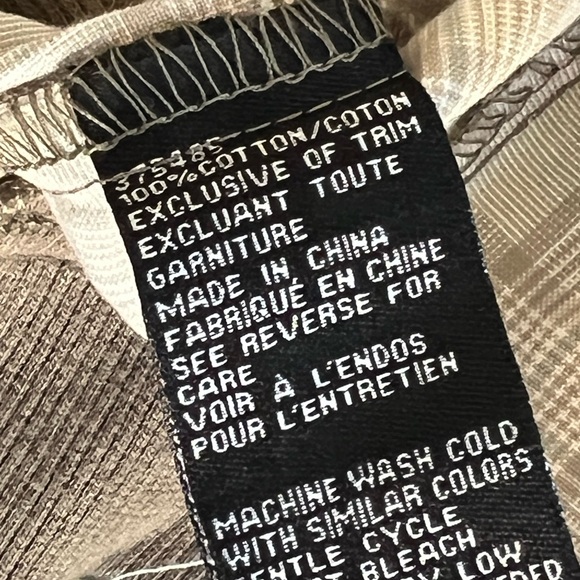 100% COTTON/COTON
EXCLUSIVE OF TRIM
EXCLUANT TOUTE
GARNITURE
MADE IN CHINA
FABRIQUÉ EN CHINE
SEE REVERSE FOR
CARE
VOIR À L'ENDOS
POUR L'ENTRETIEN
MACHINE WASH COLD
WITH SIMILAR COLORS
GENTLE CYCLE
BLEACH
LOW